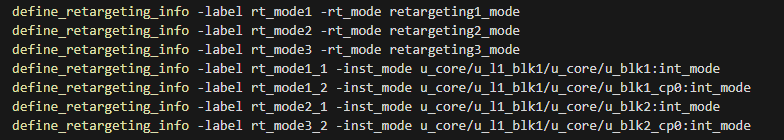 define_retargeting_info -label rt_mode1 -rt_mode retargeting1_mode
define_retargeting_info -label rt_mode2 -rt_mode retargeting2_mode
define_retargeting_info -label rt_mode3 -rt_mode retargeting3_mode
define_retargeting_info -label rt_mode1_1 -inst_mode u_core/u_l1_blk1/u_core/u_blk1:int_mode
define_retargeting_info -label rt_mode1_2 -inst_mode u_core/u_l1_blk1/u_core/u_blk1_cp0:int_mode
define_retargeting_info -label rt_mode2_1 -inst_mode u_core/u_l1_blk1/u_core/u_blk2:int_mode
define_retargeting_info -label rt_mode3_2 -inst_mode u_core/u_l1_blk1/u_core/u_blk2_cp0:int_mode